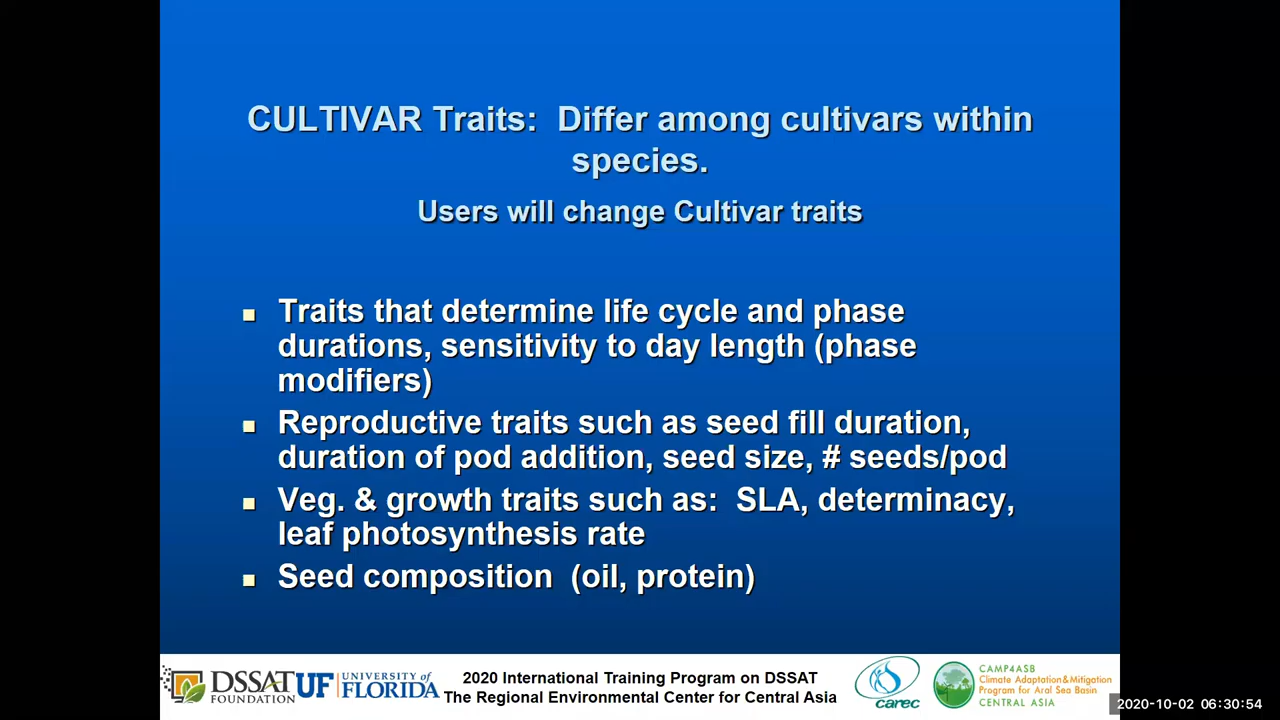 CULTIVAR Traits:  Differ among cultivars within
species.
Users will change Cultivar traits
Traits that determine life cycle and phase
durations, sensitivity to day length (phase
modifiers)
Reproductive traits such as seed fill duration,
duration of pod addition, seed size, # seeds/pod
Veg. & growth traits such as:  SLA, determinacy,
leaf photosynthesis rate
Seed composition  (oil, protein)
DSSAT
FOUNDATION
UF
UNIVERSITY of
FLORIDA
2020 International Training Program on DSSAT
The Regional Environmental Center for Central Asia
carec
CAMP4ASB
Climate Adaptation & Mitigation
Program for Aral Sea Basin
CENTRAL ASIA
2020-10-02 06:30:54